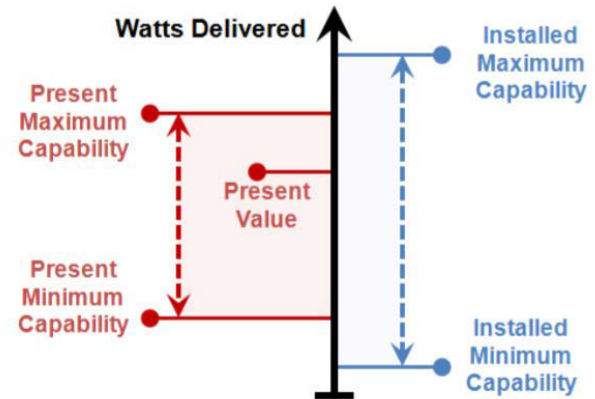 Watts Delivered
Installed
Maximum
Capability
Present
Maximum
Capability
Present
Value
Present
Minimum
Capability
Installed
Minimum
Capability